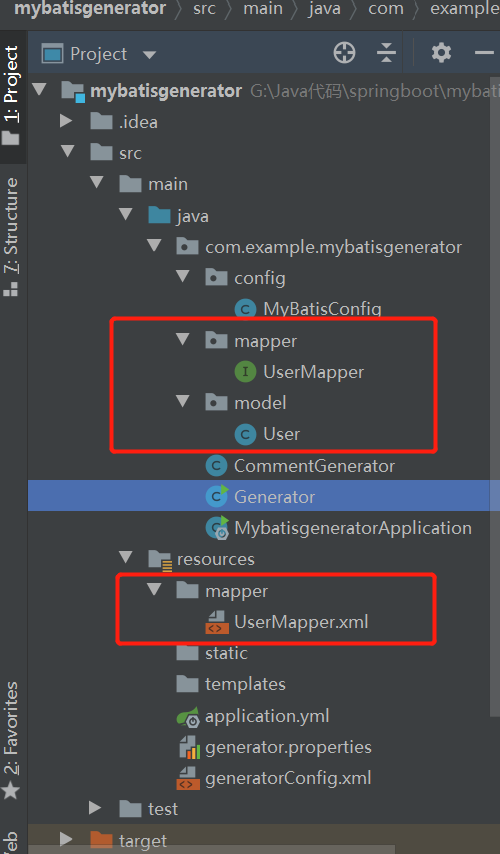 mybatisgenerator > src > main > java > com > example
1: Project
7: Structure
2: Favorites
Project
mybatisgenerator G:\Java代码\springboot\mybati
.idea
src
main
java
com.example.mybatisgenerator
config
MyBatisConfig
mapper
UserMapper
model
User
CommentGenerator
Generator
MybatisgeneratorApplication
resources
mapper
UserMapper.xml
static
templates
application.yml
generator.properties
generatorConfig.xml
test
target